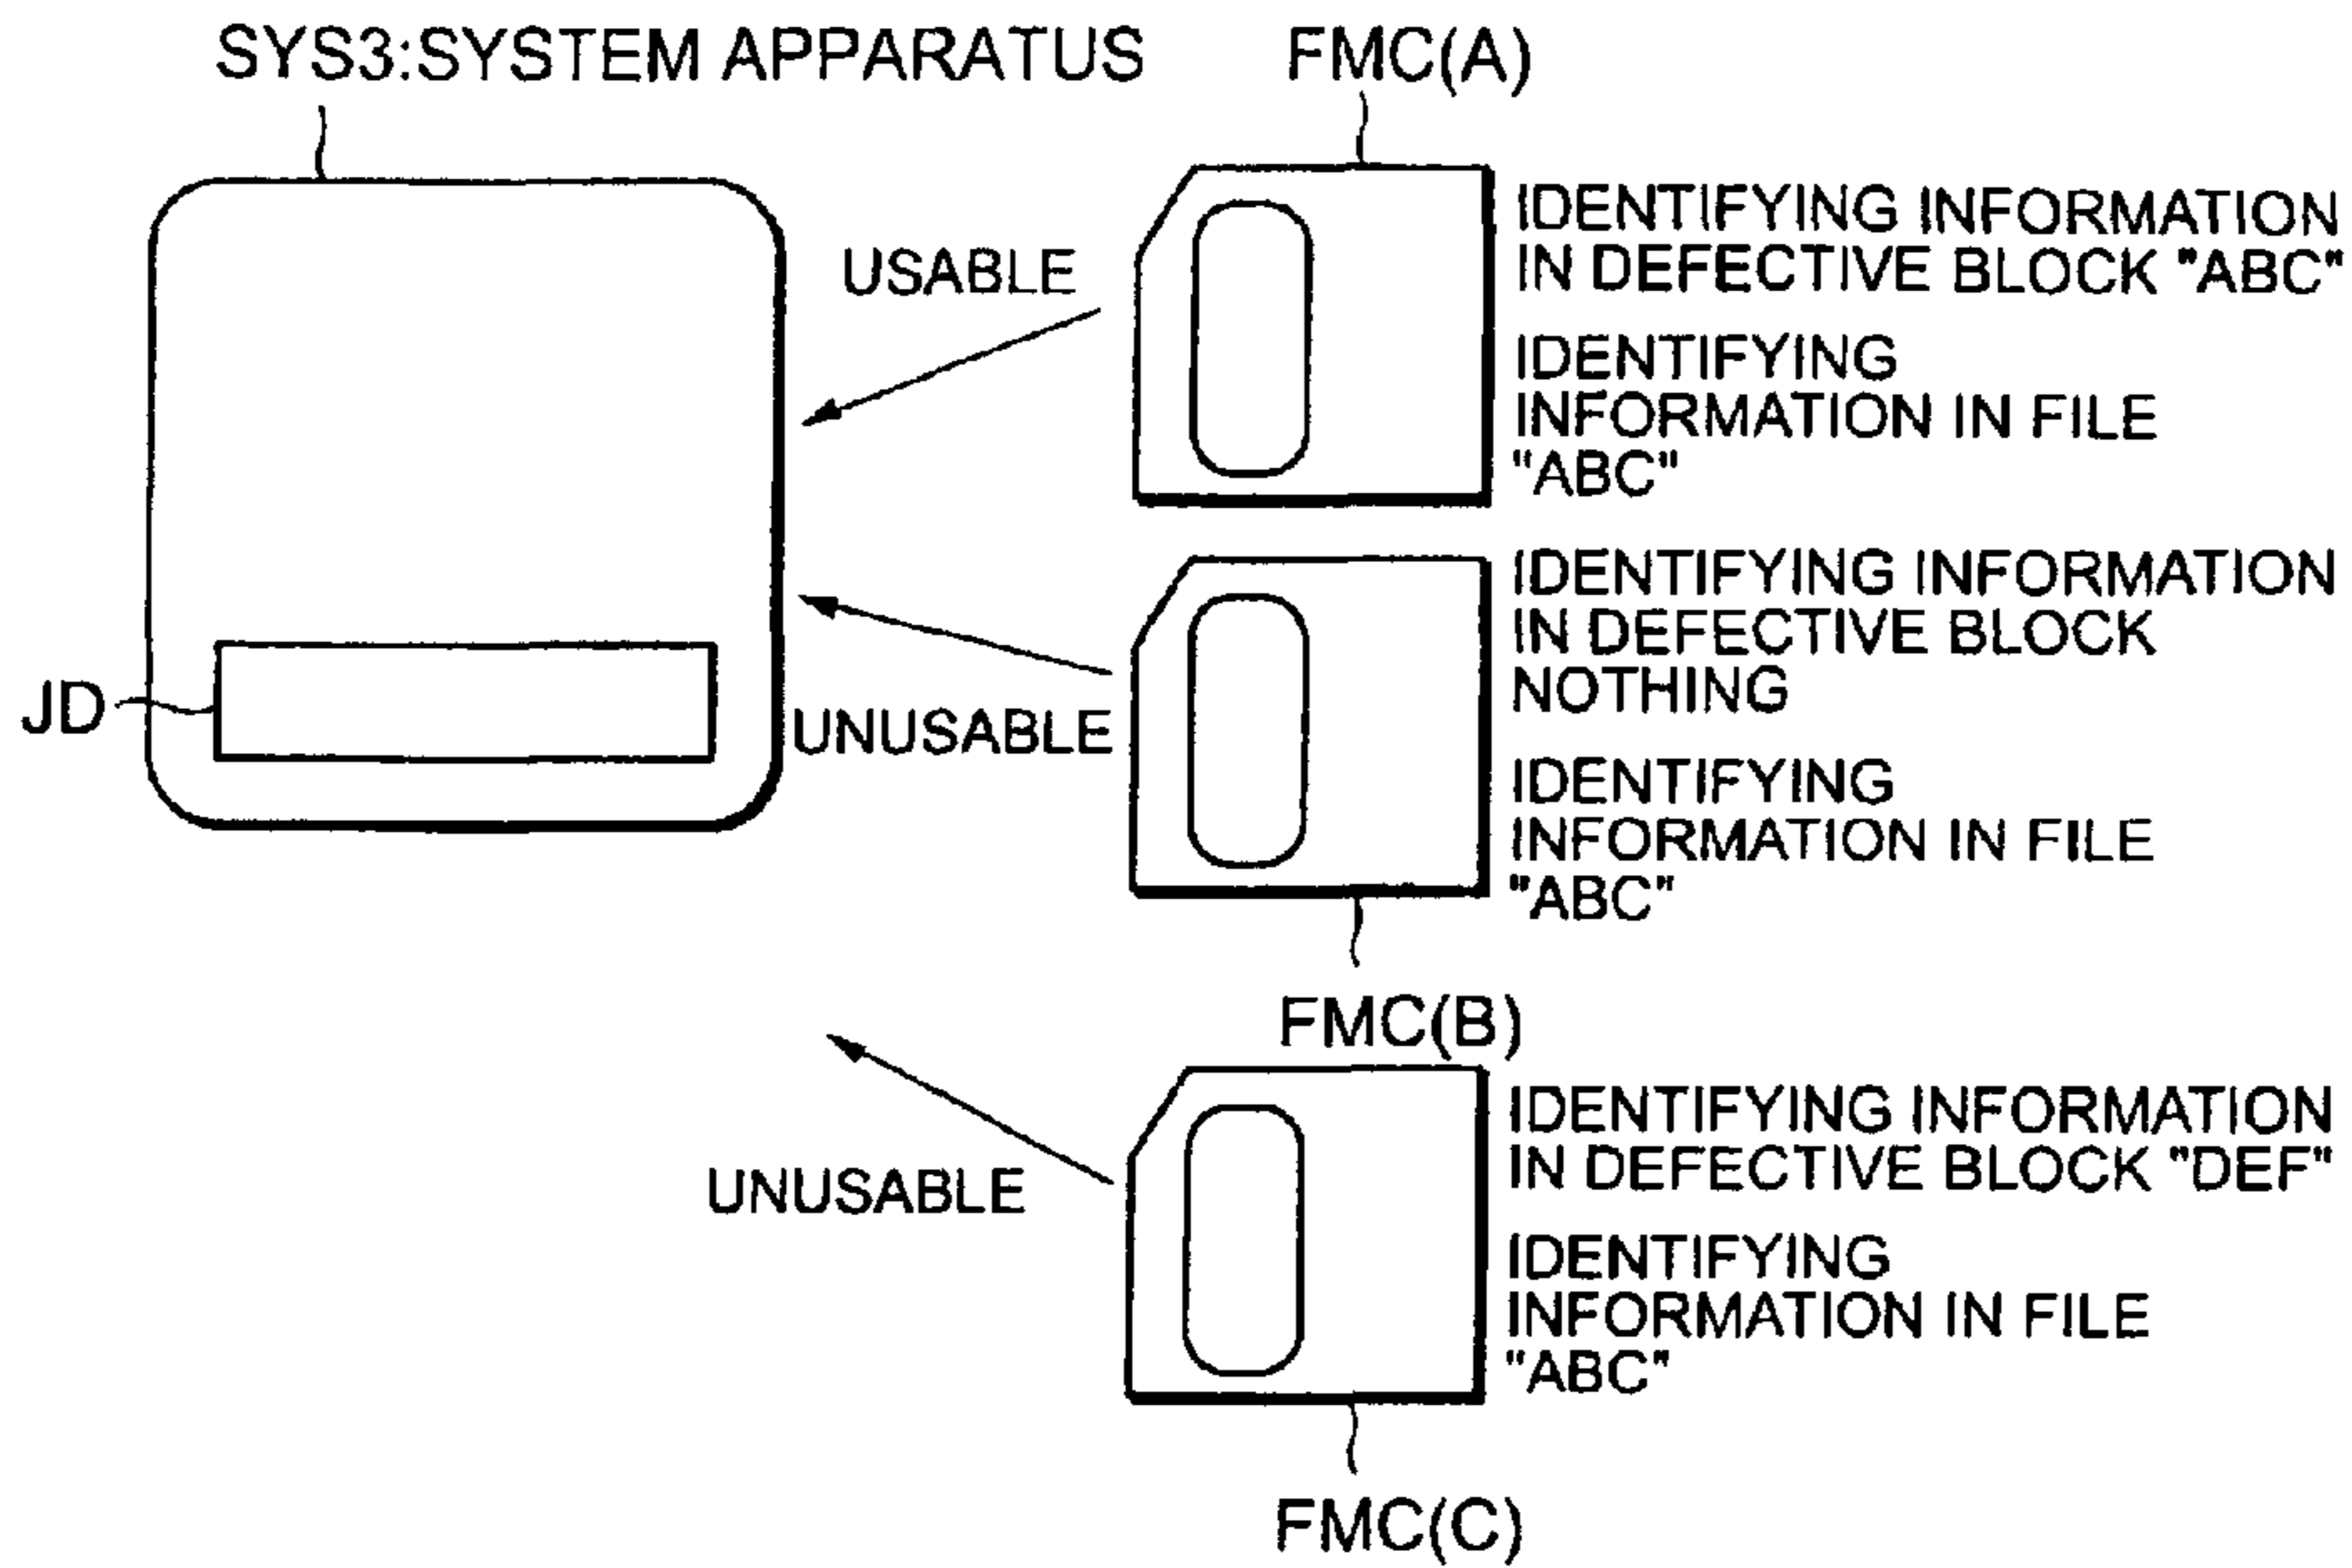 SYS3:SYSTEM APPARATUS
FMC(A)
USABLE
IDENTIFYING INFORMATION
IN DEFECTIVE BLOCK "ABC"
IDENTIFYING
INFORMATION IN FILE
"ABC"
JD
UNUSABLE
IDENTIFYING INFORMATION
IN DEFECTIVE BLOCK
NOTHING
IDENTIFYING
INFORMATION IN FILE
"ABC"
FMC(B)
UNUSABLE
IDENTIFYING INFORMATION
IN DEFECTIVE BLOCK "DEF"
IDENTIFYING
INFORMATION IN FILE
"ABC"
FMC(C)